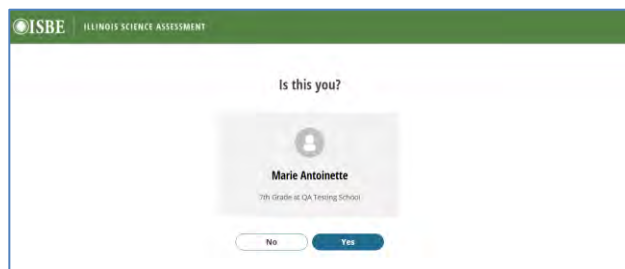 ISBE ILLINOIS SCIENCE ASSESSMENT
Is this you?
Marie Antoinette
7th Grade at QA Testing School
No Yes